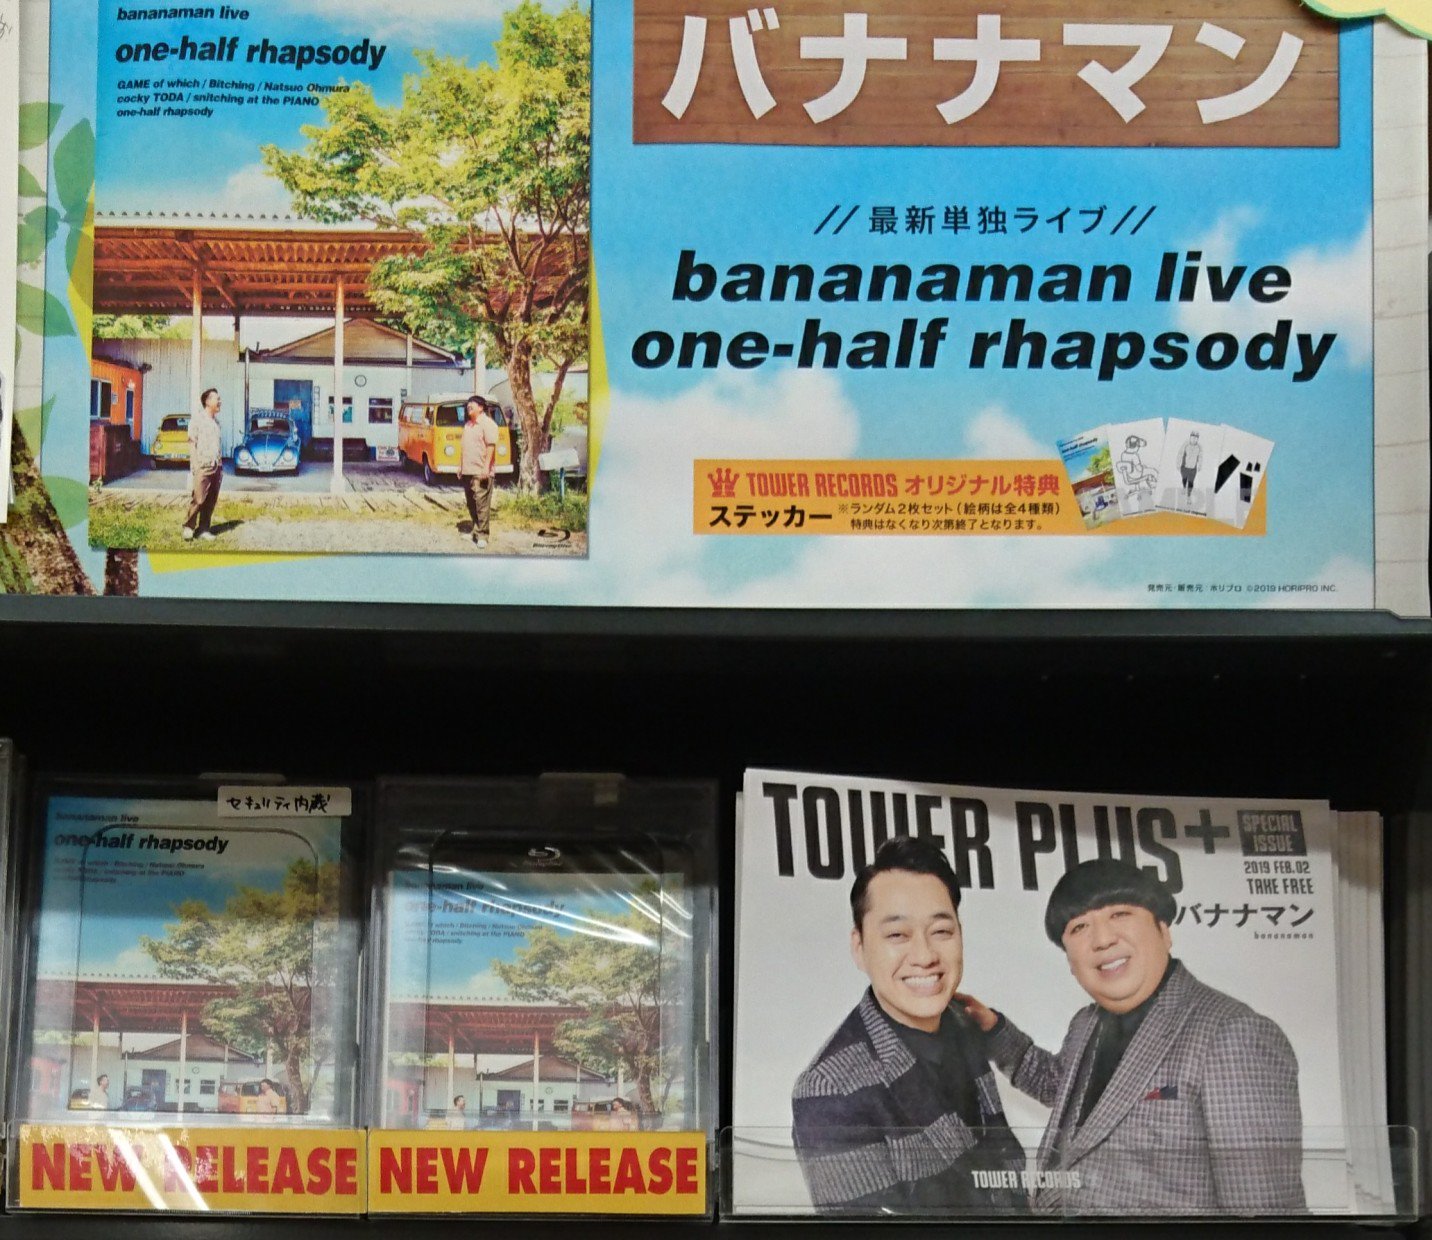 bananaman live
one-half rhapsody
GAME of which / Bitching / Natsuo Ohmura
cocky TODA / snitching at the PIANO
one-half rhapsody
バナナマン
// 最新単独ライブ //
bananaman live
one-half rhapsody
TOWER RECORDS オリジナル特典
ステッカー ※ランダム2枚セット(絵柄は全4種類)
特典はなくなり次第終了となります。
発売元・販売元 ホリプロ ©2019 HORIPRO INC.
セキュリティ内蔵
bananaman live
one-half rhapsody
bananaman live
one-half rhapsody
NEW RELEASE
NEW RELEASE
TOWER PLUS+
SPECIAL
ISSUE
2019 FEB.02
TAKE FREE
バナナマン
bananaman
TOWER RECORDS